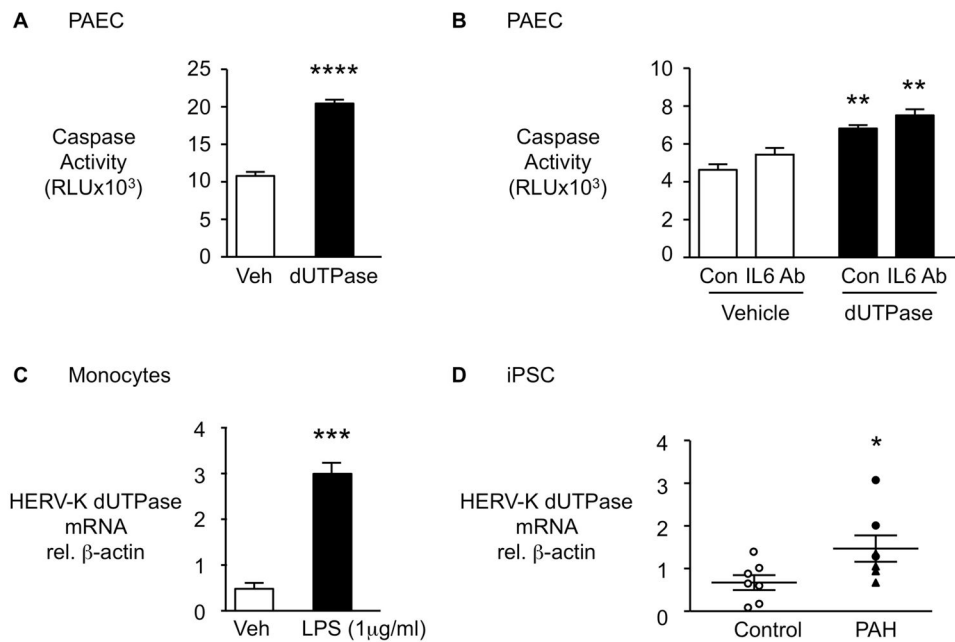 A PAEC
****
25
20
15
10
5
0
Caspase
Activity
(RLUx10³)
Veh dUTPase
B PAEC
** **
10
8
6
4
2
0
Caspase
Activity
(RLUx10³)
Con IL6 Ab Con IL6 Ab
Vehicle dUTPase
C Monocytes
***
4
3
2
1
0
HERV-K dUTPase
mRNA
rel. β-actin
Veh LPS (1μg/ml)
D iPSC
*
4
3
2
1
0
HERV-K dUTPase
mRNA
rel. β-actin
Control PAH